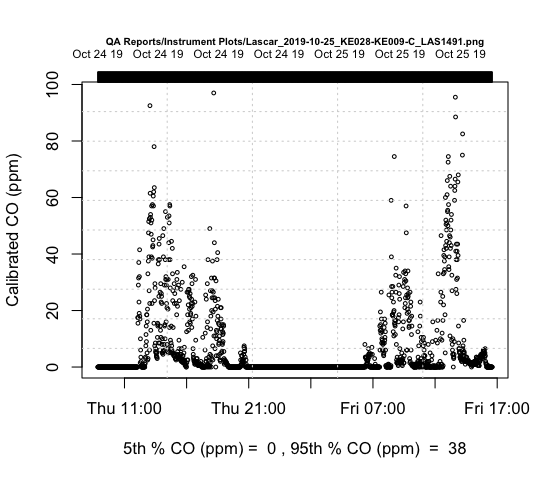 QA Reports/Instrument Plots/Lascar_2019-10-25_KE028-KE009-C_LAS1491.png
Oct 24 19 Oct 24 19 Oct 24 19 Oct 24 19 Oct 25 19 Oct 25 19 Oct 25 19
Calibrated CO (ppm)
100
80
60
40
20
0
Thu 11:00 Thu 21:00 Fri 07:00 Fri 17:00
5th % CO (ppm) = 0 , 95th % CO (ppm) = 38